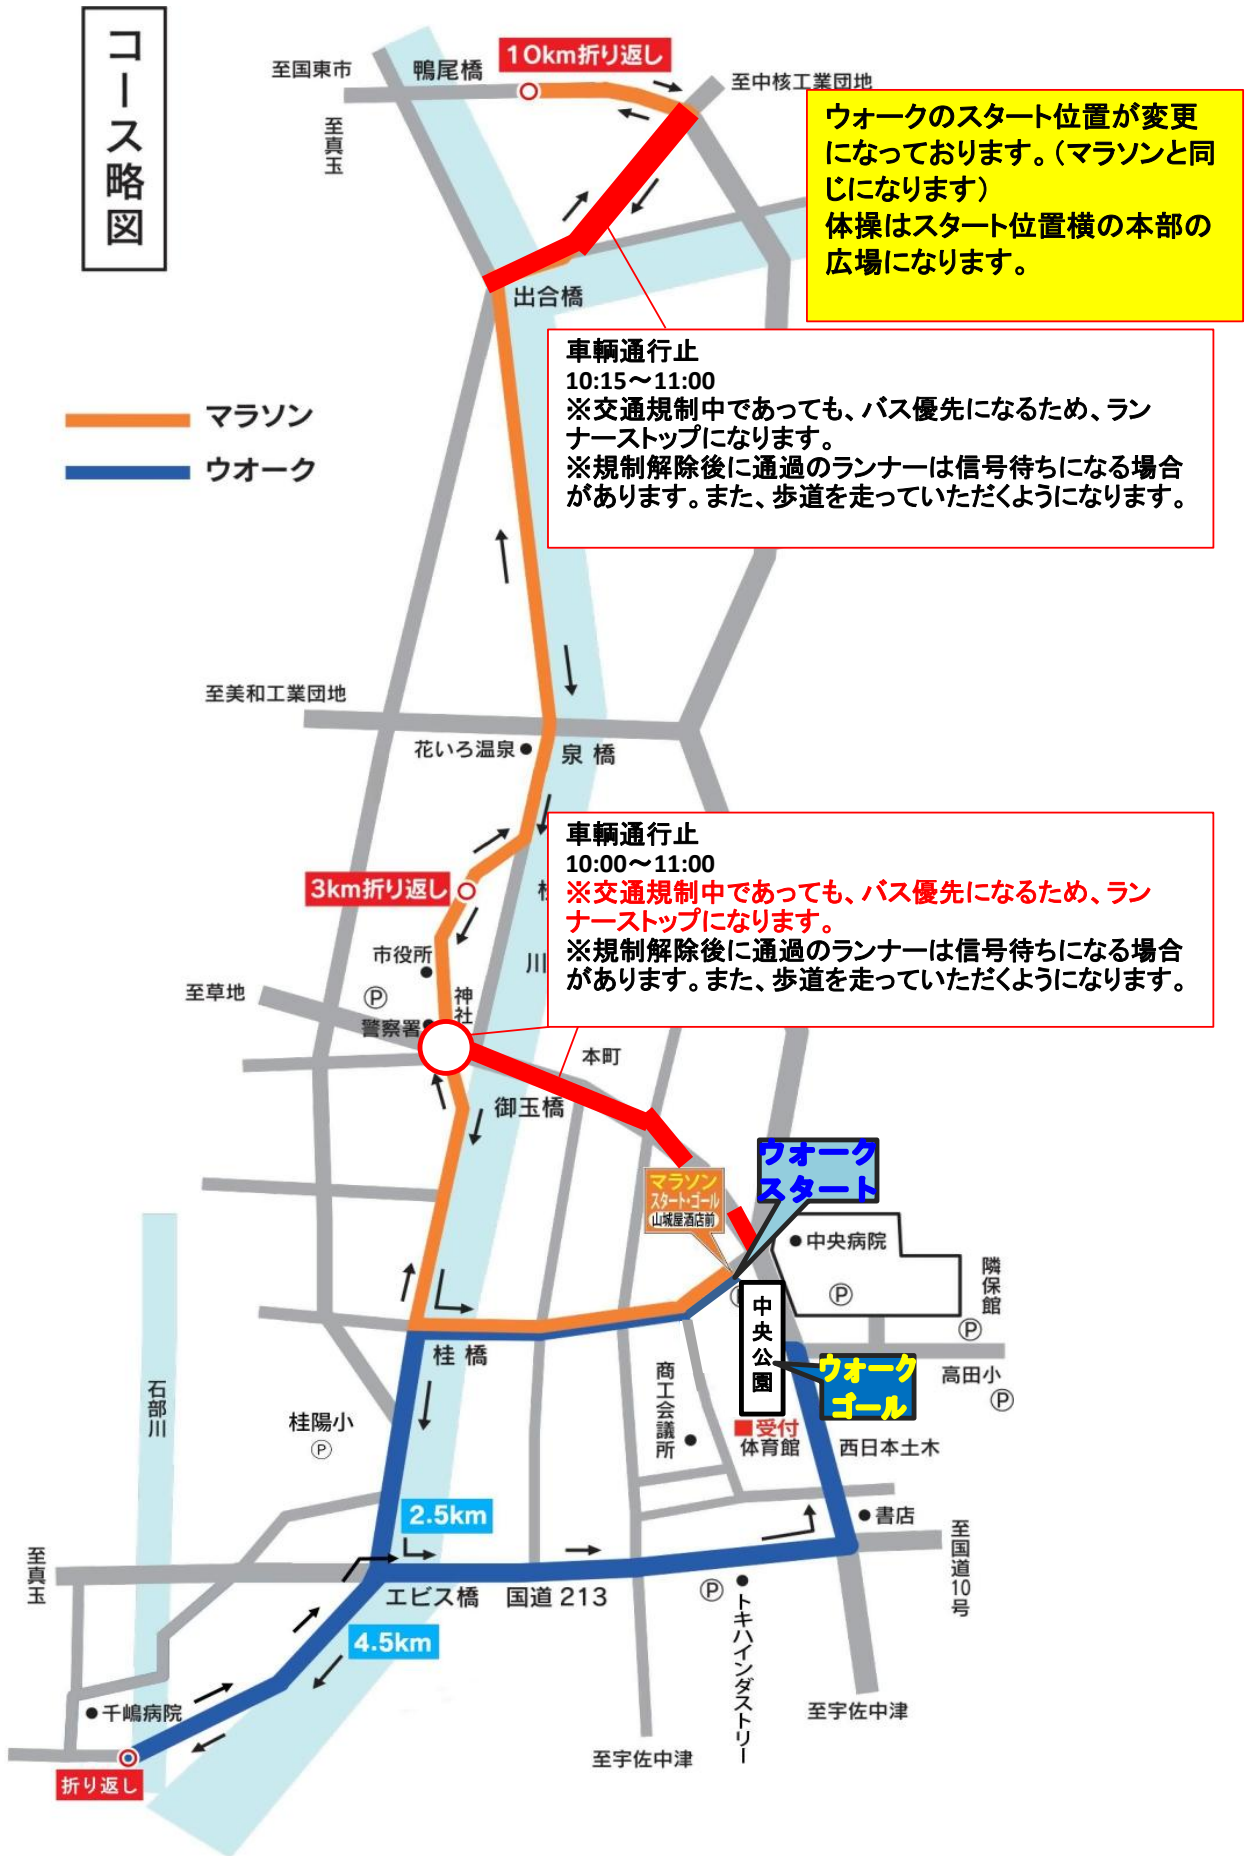 コース略図
至国東市
鴨尾橋
10km折り返し
至中核工業団地
至真玉
ウォークのスタート位置が変更
になっております。（マラソンと同
じになります）
体操はスタート位置横の本部の
広場になります。
出合橋
車輌通行止
10:15～11:00
※交通規制中であっても、バス優先になるため、ラン
ナーストップになります。
※規制解除後に通過のランナーは信号待ちになる場合
があります。また、歩道を走っていただくようになります。
マラソン
ウオーク
至美和工業団地
花いろ温泉
泉橋
車輌通行止
10:00～11:00
※交通規制中であっても、バス優先になるため、ラン
ナーストップになります。
※規制解除後に通過のランナーは信号待ちになる場合
があります。また、歩道を走っていただくようになります。
3km折り返し
川
市役所
至草地
P
神社
警察署
本町
御玉橋
ウォーク
スタート
マラソン
スタート・ゴール
山城屋酒店前
中央病院
P
隣保館
P
中央公園
桂橋
ウォーク
ゴール
高田小
P
石部川
桂陽小
P
商工会議所
■受付
体育館
西日本土木
2.5km
書店
至真玉
エビス橋
国道 213
P
トキハインダストリー
至国道10号
4.5km
千嶋病院
至宇佐中津
至宇佐中津
折り返し